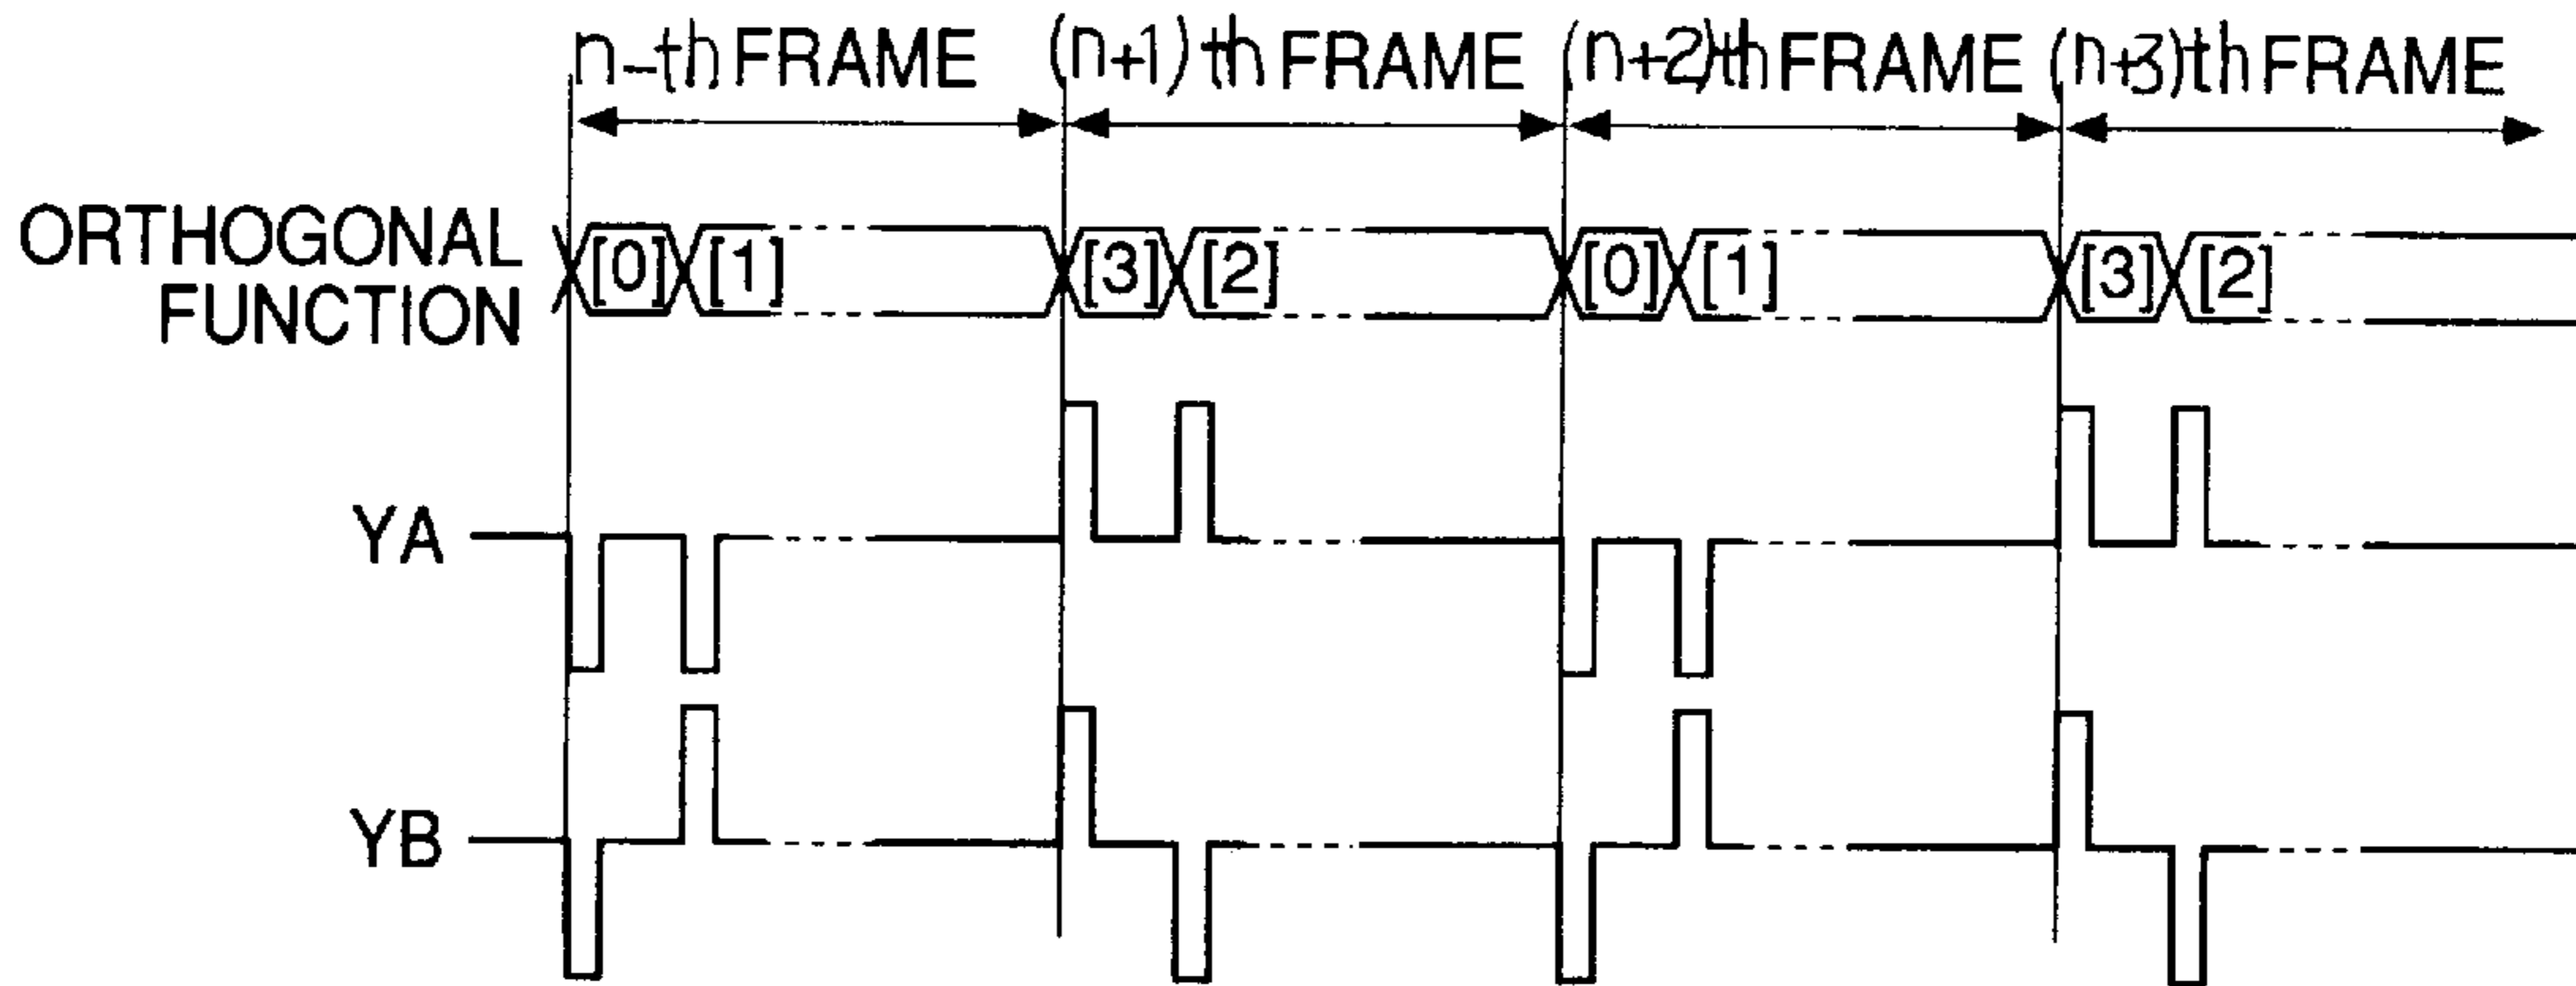 n-th FRAME (n+1)th FRAME (n+2)th FRAME (n+3)th FRAME
ORTHOGONAL
FUNCTION
[0] [1] [3] [2] [0] [1] [3] [2]
YA
YB